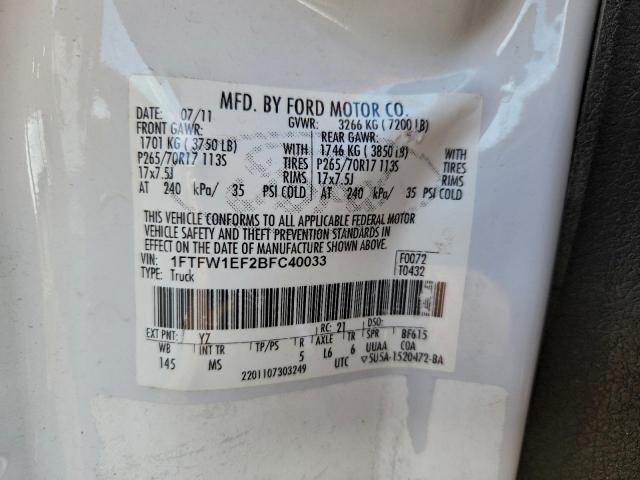 MFD. BY FORD MOTOR CO.
DATE: 07/11 GVWR: 3266 KG ( 7200 LB)
FRONT GAWR: REAR GAWR:
1701 KG ( 3750 LB) 1746 KG ( 3850 LB)
P265/70R17 113S TIRES P265/70R17 113S TIRES
17x7.5J RIMS 17x7.5J RIMS
AT 240 kPa/ 35 PSI COLD AT 240 kPa/ 35 PSI COLD
THIS VEHICLE CONFORMS TO ALL APPLICABLE FEDERAL MOTOR
VEHICLE SAFETY AND THEFT PREVENTION STANDARDS IN
EFFECT ON THE DATE OF MANUFACTURE SHOWN ABOVE.
VIN: 1FTFW1EF2BFC40033 F0072
TYPE: Truck T0432
EXT PNT: Y7 RC: 21 DSO:
WB INT TR TP/PS R AXLE TR SPR BF615
145 MS 5 L6 6 UUAA COA
2201107303249 UTC ▽5U5A-1520472-BA